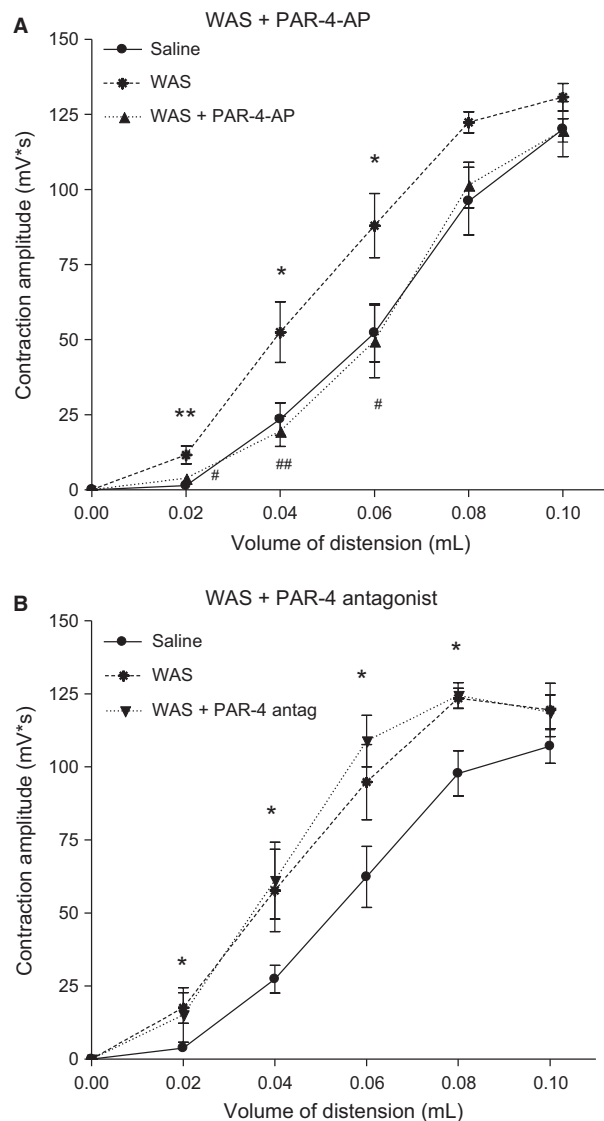 A
WAS + PAR-4-AP
Saline
WAS
WAS + PAR-4-AP
Contraction amplitude (mV*s)
150
125
100
75
50
25
0
*
*
**
#
##
#
0.00 0.02 0.04 0.06 0.08 0.10
Volume of distension (mL)
B
WAS + PAR-4 antagonist
Saline
WAS
WAS + PAR-4 antag
Contraction amplitude (mV*s)
150
125
100
75
50
25
0
*
*
*
*
0.00 0.02 0.04 0.06 0.08 0.10
Volume of distension (mL)